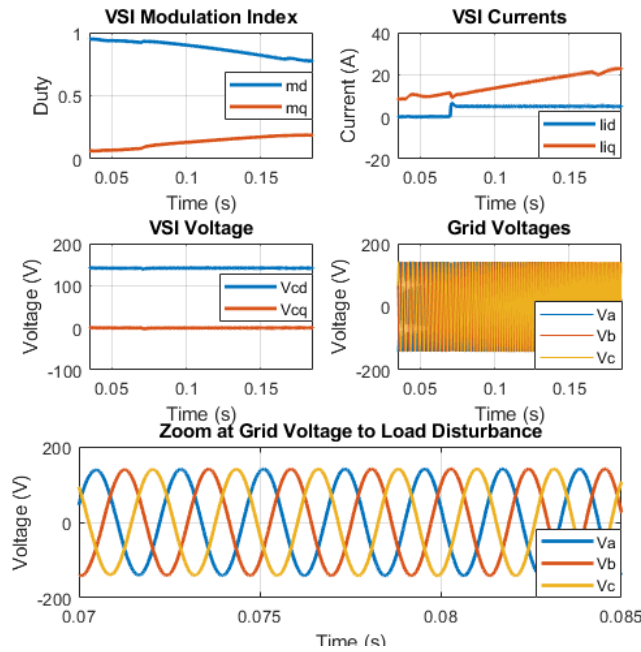 VSI Modulation Index
1
0.5
0
Duty
md
mq
0.05
0.1
0.15
Time (s)
VSI Currents
40
20
0
-20
Current (A)
Iid
Iiq
0.05
0.1
0.15
Time (s)
VSI Voltage
200
100
0
-100
Voltage (V)
Vcd
Vcq
0.05
0.1
0.15
Time (s)
Grid Voltages
200
0
-200
Voltage (V)
Va
Vb
Vc
0.05
0.1
0.15
Time (s)
Zoom at Grid Voltage to Load Disturbance
200
0
-200
Voltage (V)
Va
Vb
Vc
0.07
0.075
0.08
0.085
Time (s)